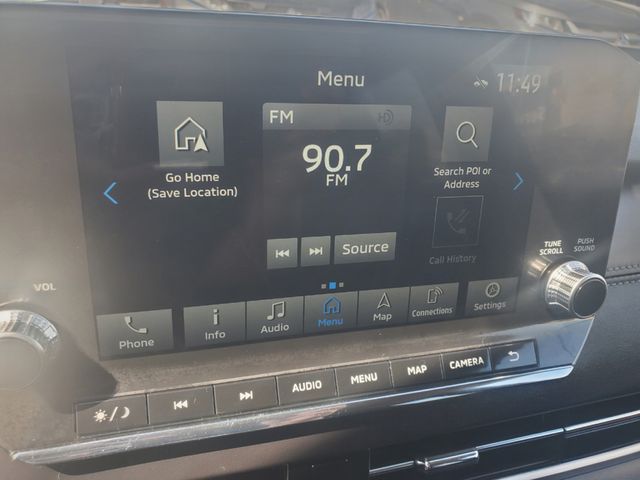 Menu
11:49
FM
90.7
FM
Go Home
(Save Location)
Search POI or
Address
Source
Call History
TUNE
SCROLL
PUSH
SOUND
VOL
Phone
Info
Audio
Menu
Map
Connections
Settings
AUDIO
MENU
MAP
CAMERA